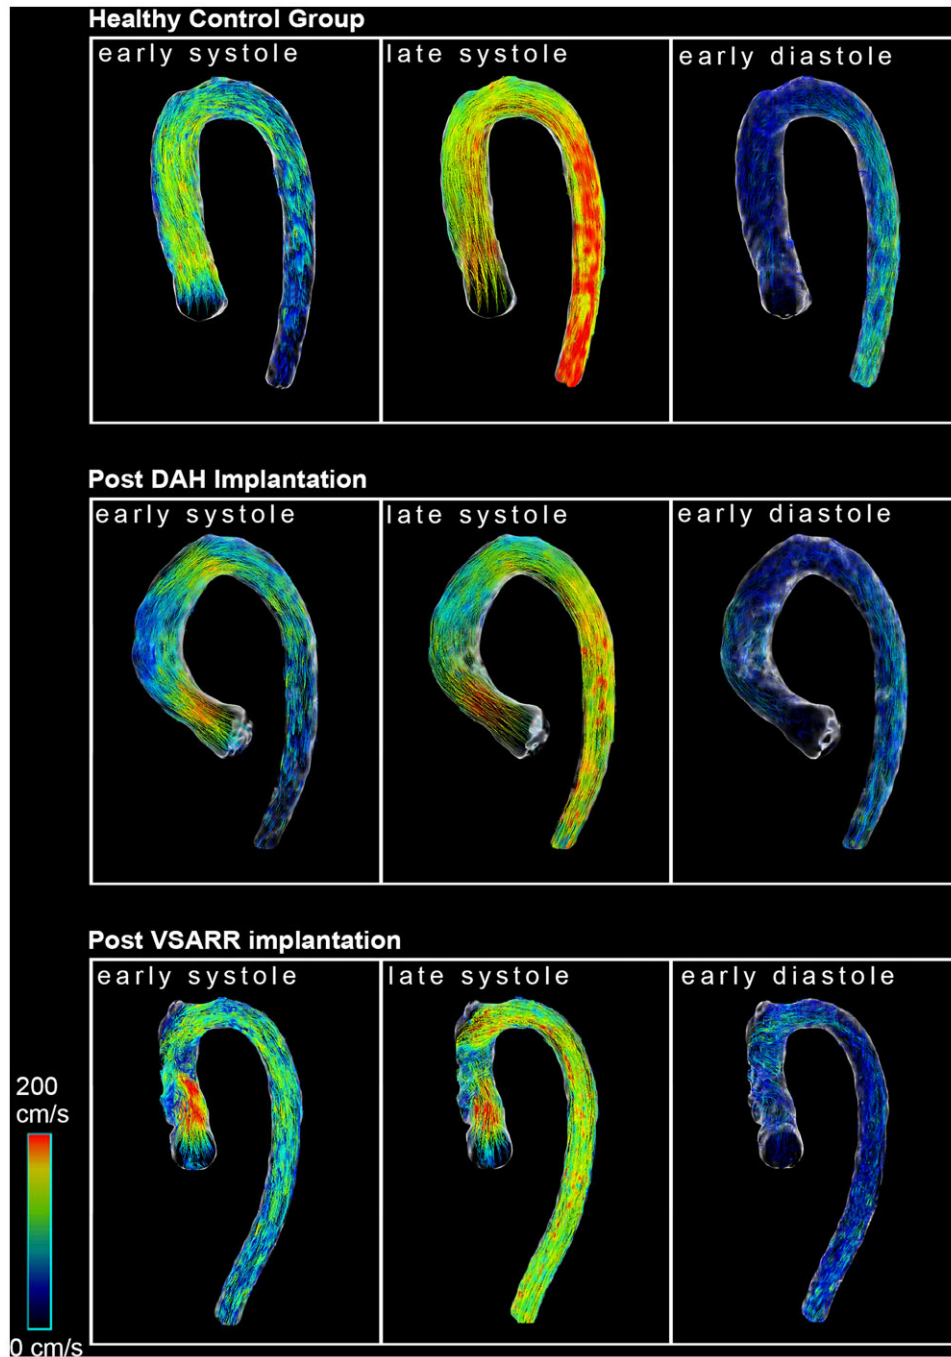 Healthy Control Group
early systole
late systole
early diastole
Post DAH Implantation
early systole
late systole
early diastole
Post VSARR implantation
early systole
late systole
early diastole
200
cm/s
0 cm/s